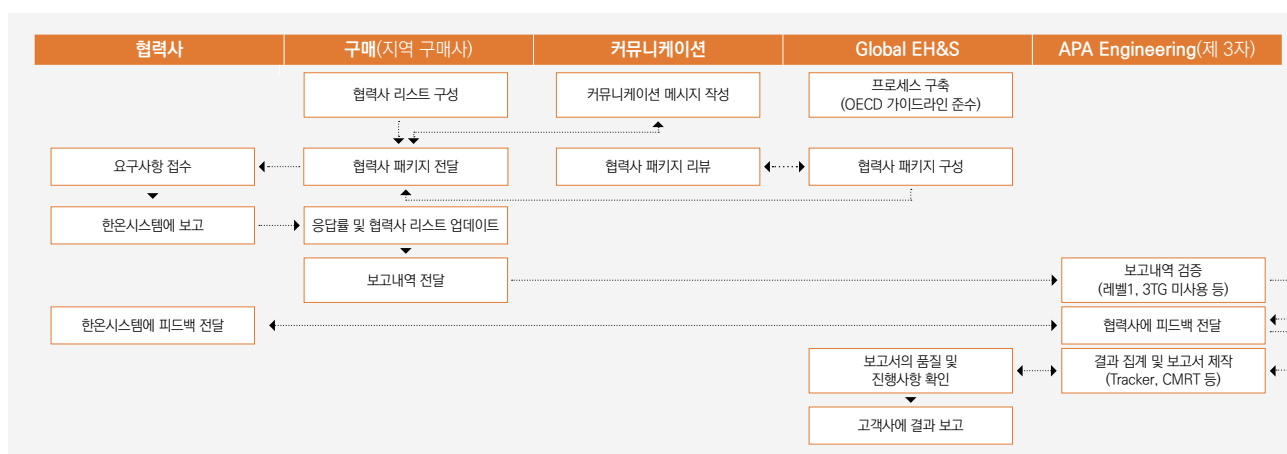 협력사
구매(지역 구매사)
커뮤니케이션
Global EH&S
APA Engineering(제 3자)
협력사 리스트 구성
커뮤니케이션 메시지 작성
프로세스 구축
(OECD 가이드라인 준수)
요구사항 접수
협력사 패키지 전달
협력사 패키지 리뷰
협력사 패키지 구성
한온시스템에 보고
응답률 및 협력사 리스트 업데이트
보고내역 전달
보고내역 검증
(레벨1, 3TG 미사용 등)
한온시스템에 피드백 전달
협력사에 피드백 전달
보고서의 품질 및
진행사항 확인
결과 집계 및 보고서 제작
(Tracker, CMRT 등)
고객사에 결과 보고